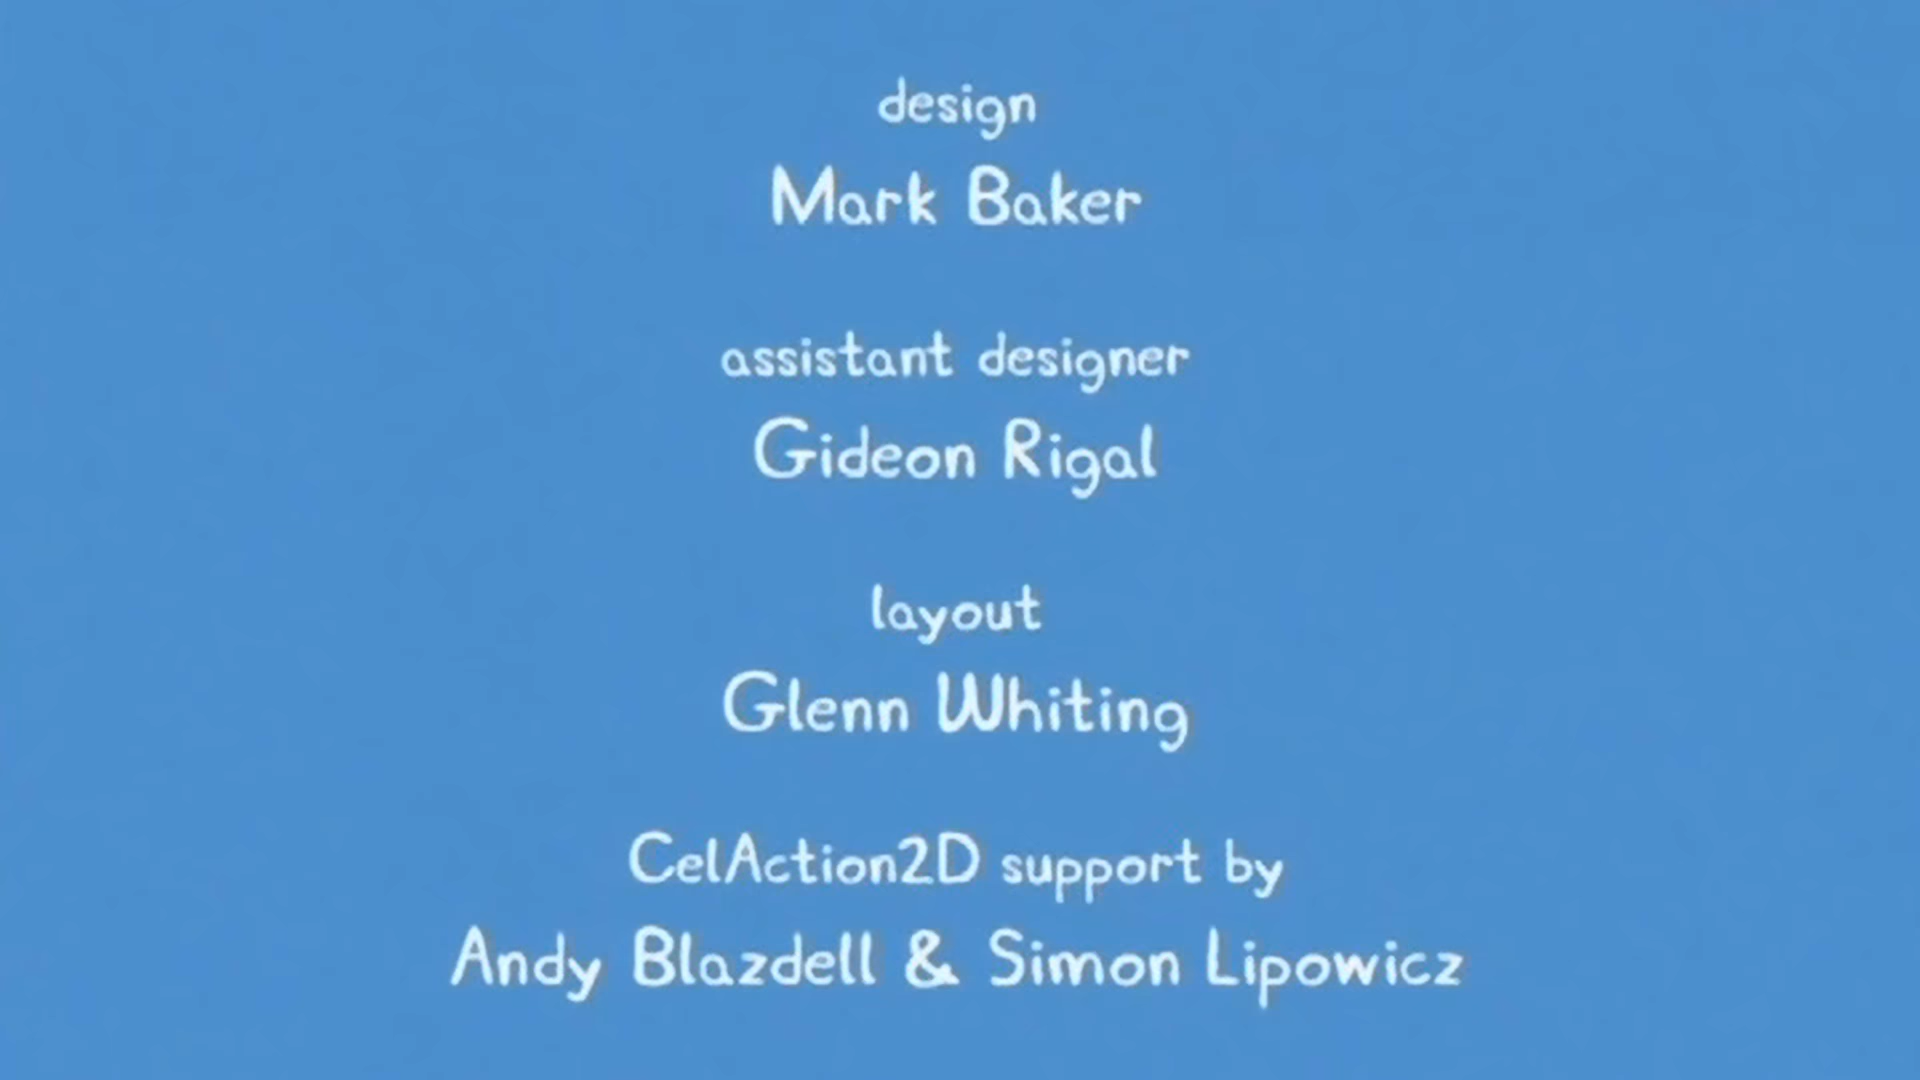 design
Mark Baker
assistant designer
Gideon Rigal
layout
Glenn Whiting
CelAction2D support by
Andy Blazdell & Simon Lipowicz